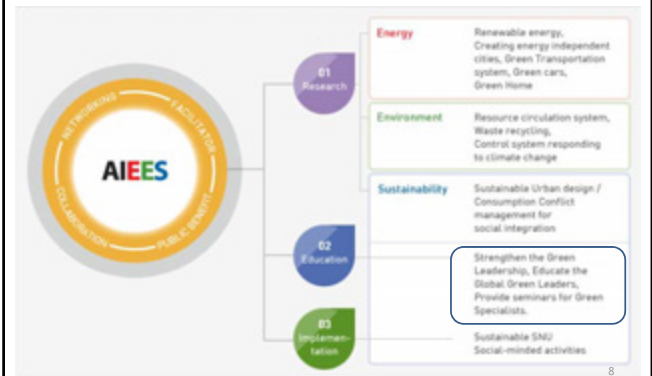 NETWORKING
FACILITATOR
AIEES
COLLABORATION
PUBLIC BENEFIT
01
Research
Energy
Renewable energy,
Creating energy independent
cities, Green Transportation
system, Green cars,
Green Home
Environment
Resource circulation system,
Waste recycling,
Control system responding
to climate change
Sustainability
Sustainable Urban design /
Consumption Conflict
management for
social integration
02
Education
Strengthen the Green
Leadership, Educate the
Global Green Leaders,
Provide seminars for Green
Specialists.
03
Implemen-
tation
Sustainable SNU
Social-minded activities
8